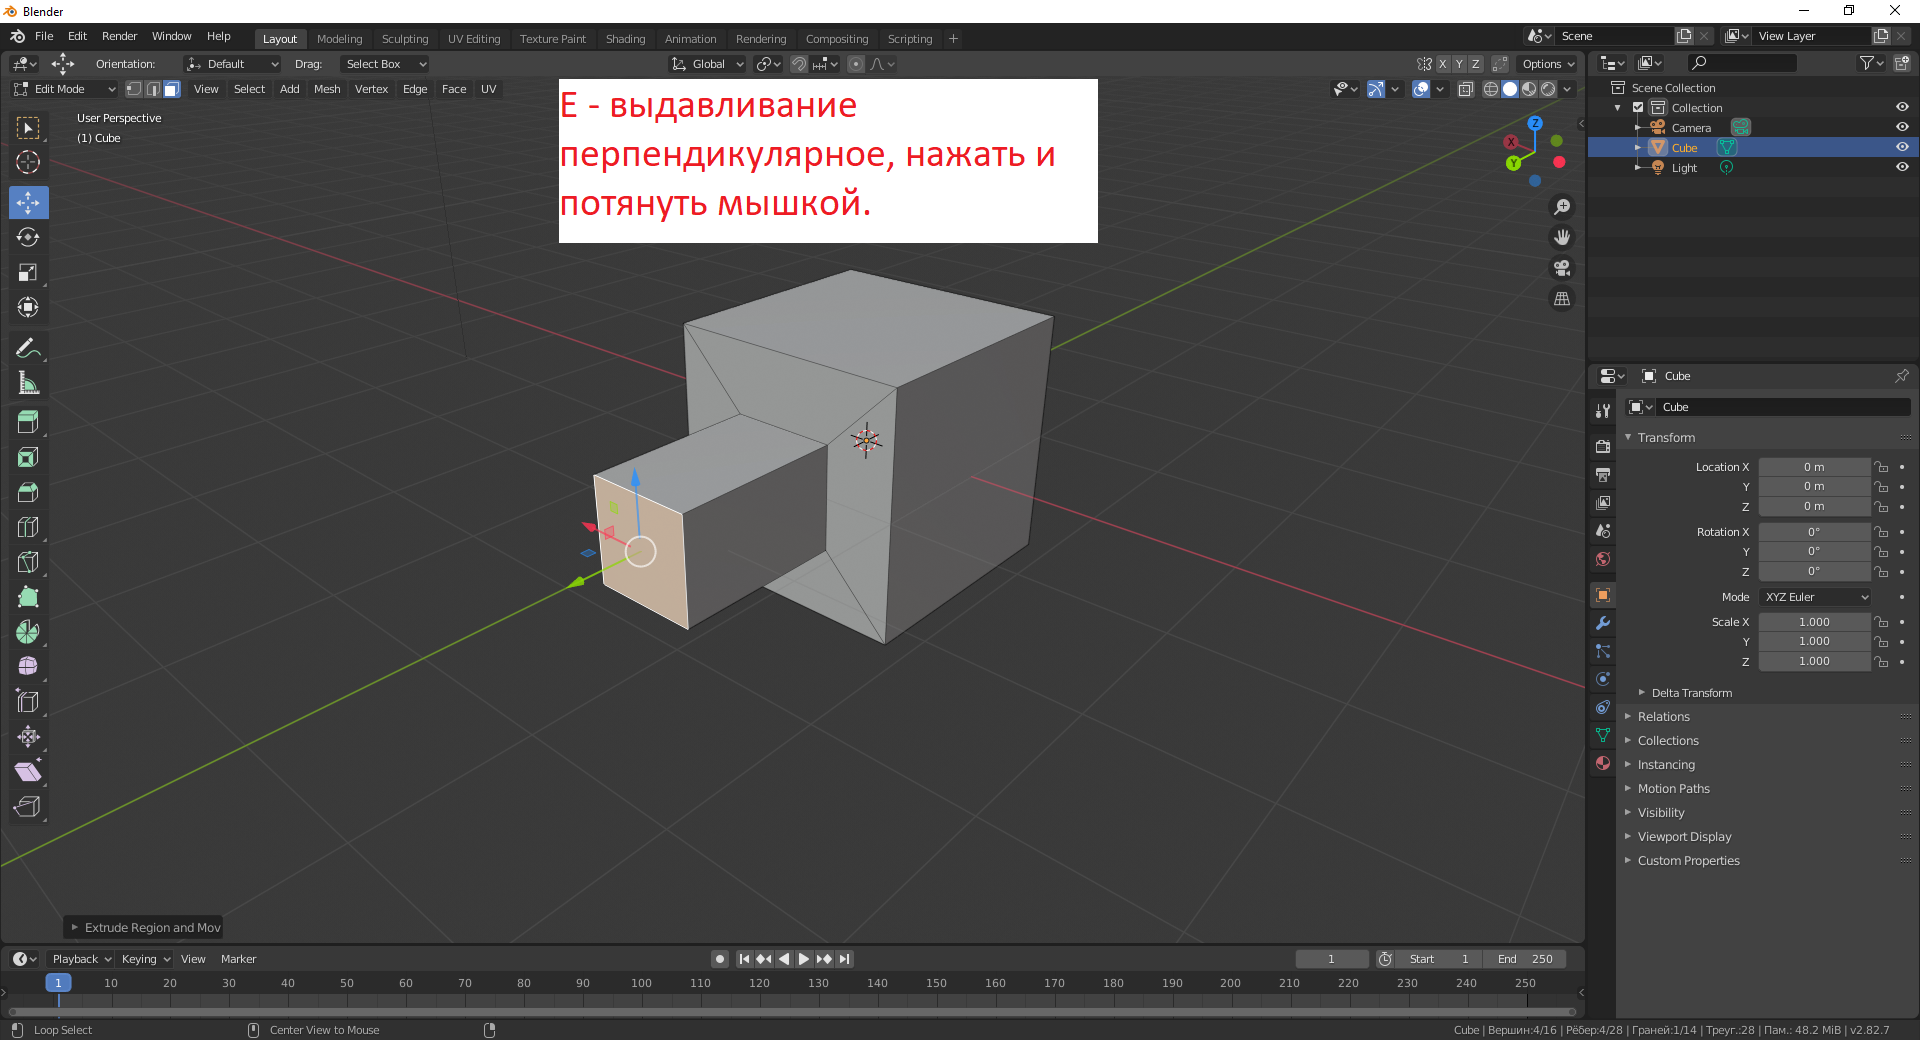 Blender
File Edit Render Window Help Layout Modeling Sculpting UV Editing Texture Paint Shading Animation Rendering Compositing Scripting + Scene View Layer
Orientation: Default Drag: Select Box Global X Y Z Options
Edit Mode View Select Add Mesh Vertex Edge Face UV
User Perspective
(1) Cube
E - выдавливание
перпендикулярное, нажать и
потянуть мышкой.
Z
X
Y
Scene Collection
Collection
Camera
Cube
Light
Cube
Cube
Transform
Location X 0 m
Y 0 m
Z 0 m
Rotation X 0°
Y 0°
Z 0°
Mode XYZ Euler
Scale X 1.000
Y 1.000
Z 1.000
Delta Transform
Relations
Collections
Instancing
Motion Paths
Visibility
Viewport Display
Custom Properties
Extrude Region and Mov
Playback Keying View Marker 1 Start 1 End 250
1 10 20 30 40 50 60 70 80 90 100 110 120 130 140 150 160 170 180 190 200 210 220 230 240 250
Loop Select Center View to Mouse Cube | Вершин:4/16 | Рёбер:4/28 | Граней:1/14 | Треуг.:28 | Пам.: 48.2 MiB | v2.82.7